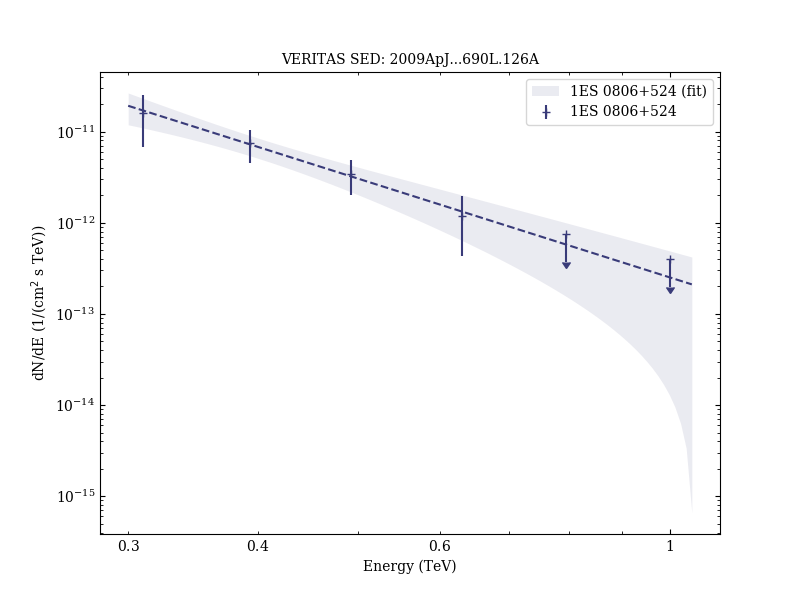 VERITAS SED: 2009ApJ...690L.126A
1ES 0806+524 (fit)
1ES 0806+524
dN/dE (1/(cm² s TeV))
10⁻¹¹
10⁻¹²
10⁻¹³
10⁻¹⁴
10⁻¹⁵
0.3 0.4 0.6 1
Energy (TeV)